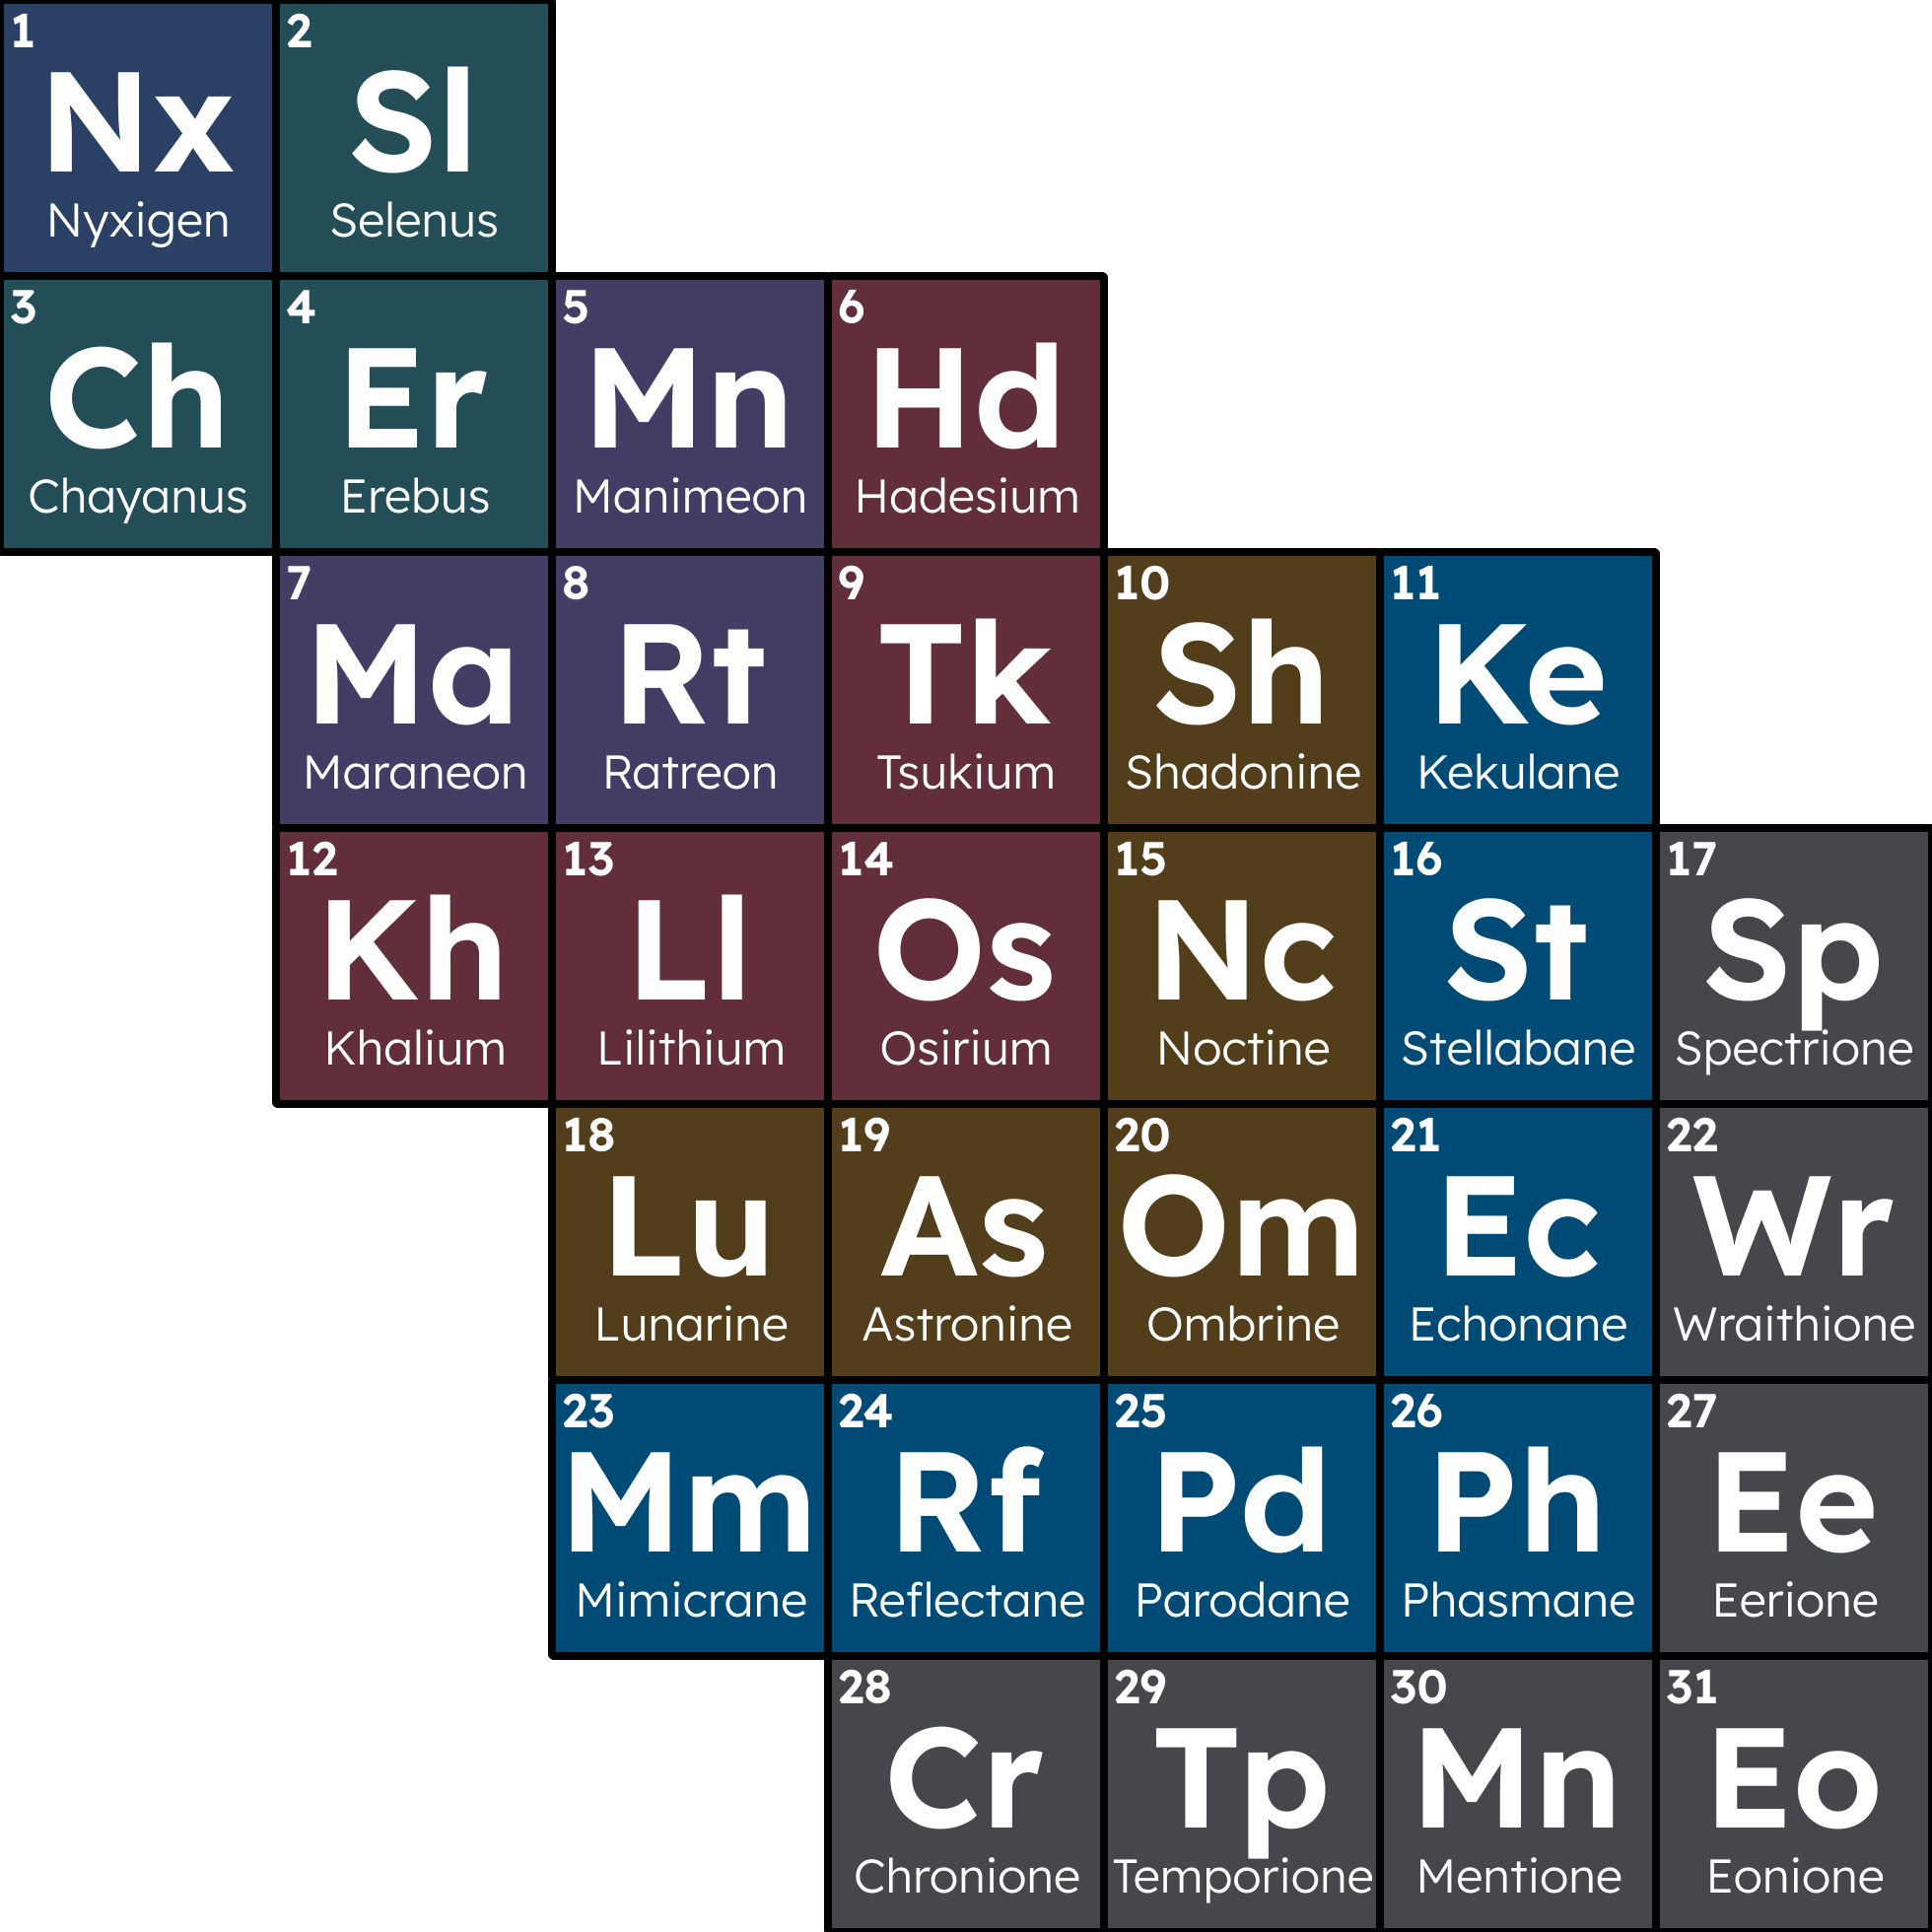 1
Nx
Nyxigen
2
Sl
Selenus
3
Ch
Chayanus
4
Er
Erebus
5
Mn
Manimeon
6
Hd
Hadesium
7
Ma
Maraneon
8
Rt
Ratreon
9
Tk
Tsukium
10
Sh
Shadonine
11
Ke
Kekulane
12
Kh
Khalium
13
Ll
Lilithium
14
Os
Osirium
15
Nc
Noctine
16
St
Stellabane
17
Sp
Spectrione
18
Lu
Lunarine
19
As
Astronine
20
Om
Ombrine
21
Ec
Echonane
22
Wr
Wraithione
23
Mm
Mimicrane
24
Rf
Reflectane
25
Pd
Parodane
26
Ph
Phasmane
27
Ee
Eerione
28
Cr
Chronione
29
Tp
Temporione
30
Mn
Mentione
31
Eo
Eonione